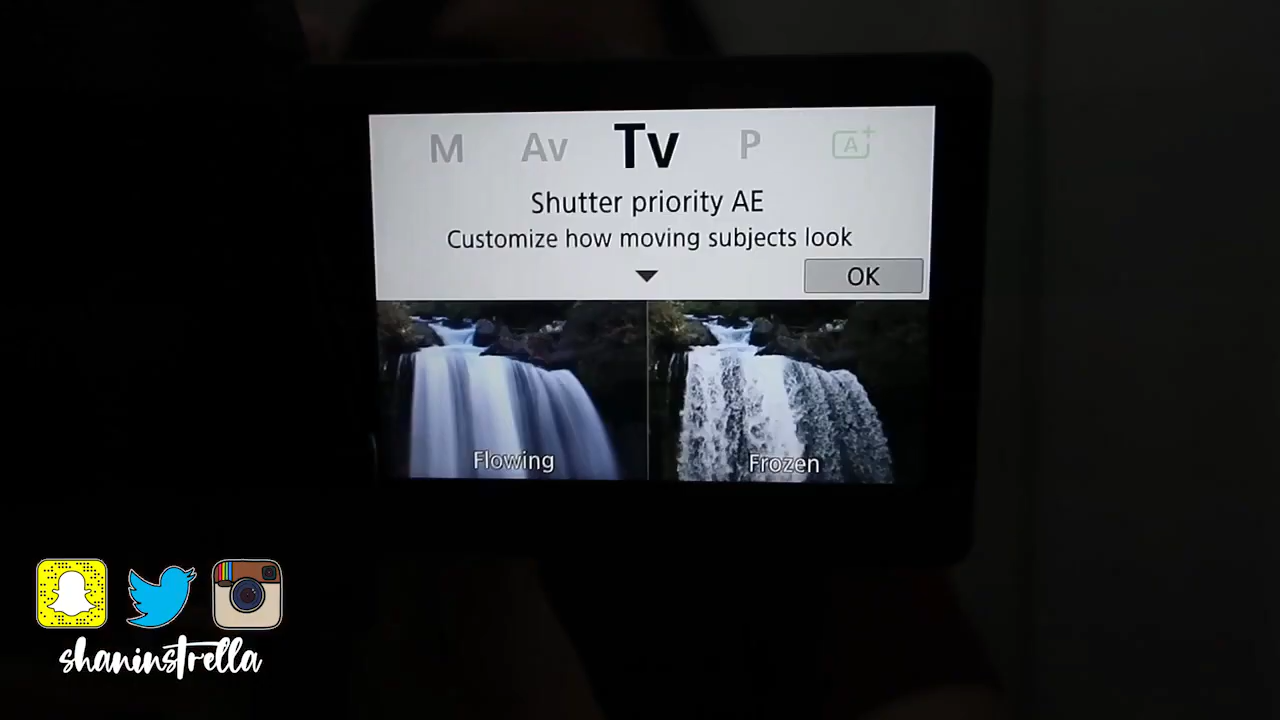 M Av Tv P A+
Shutter priority AE
Customize how moving subjects look
OK
Flowing Frozen
shaninstrella